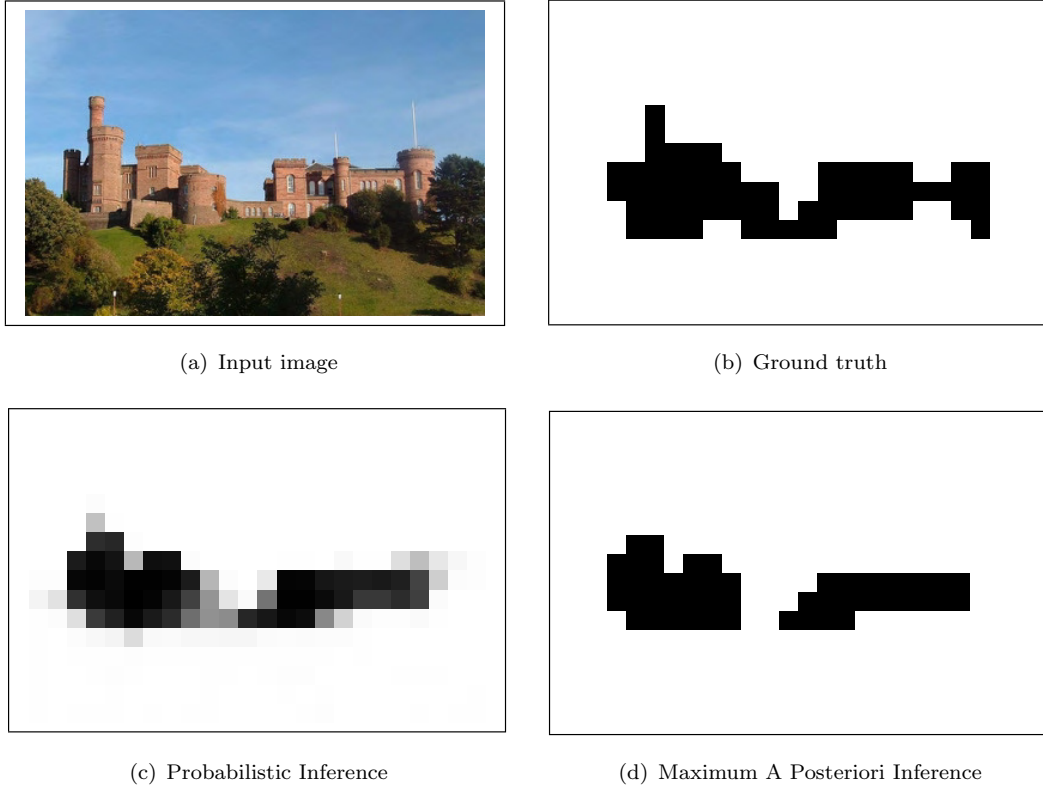 (a) Input image
(b) Ground truth
(c) Probabilistic Inference
(d) Maximum A Posteriori Inference